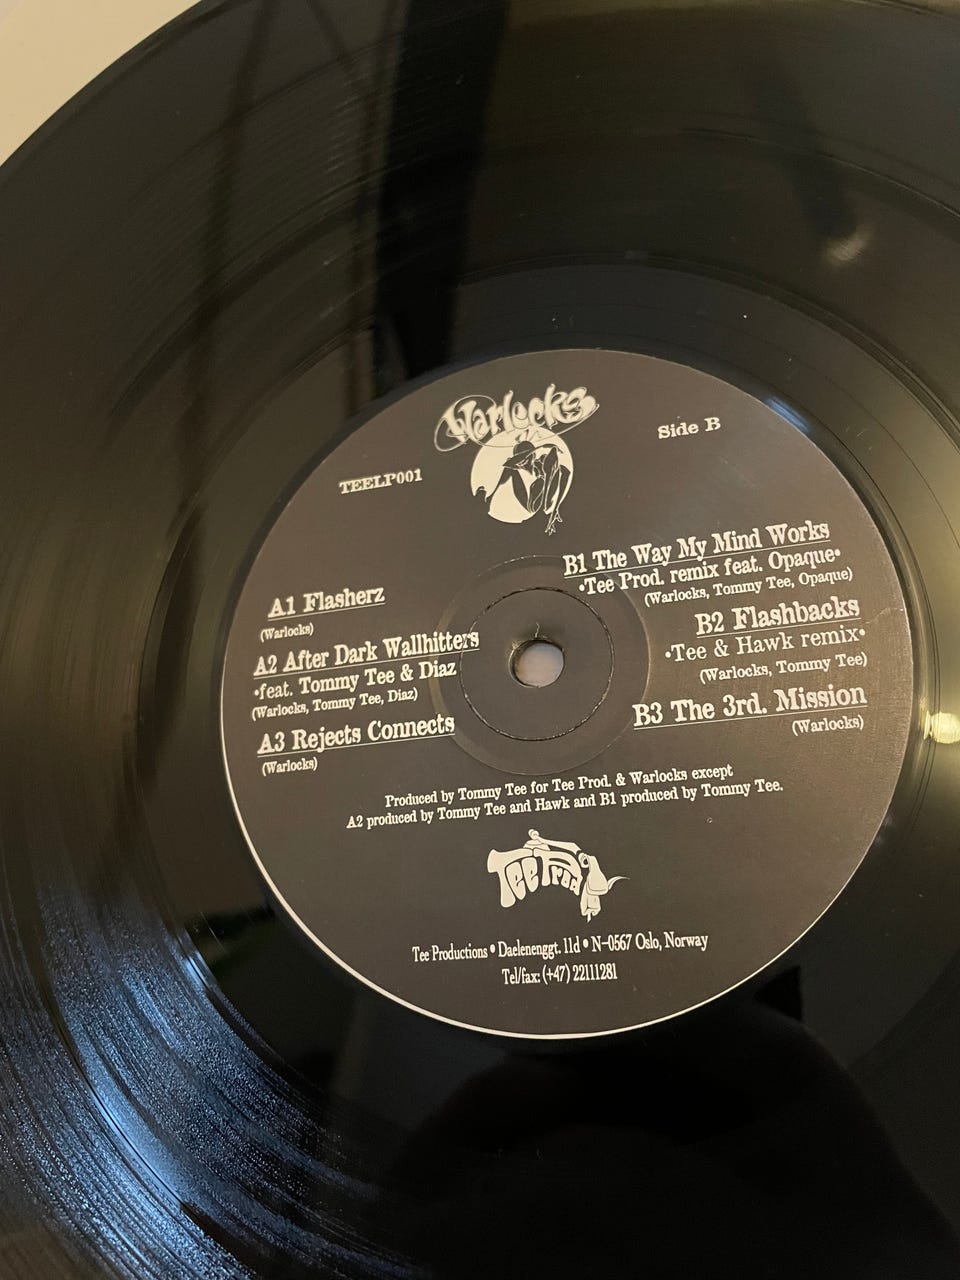 Warlocks
Side B
TEELP001
A1 Flasherz
(Warlocks)
A2 After Dark Wallhitters
•feat. Tommy Tee & Diaz
(Warlocks, Tommy Tee, Diaz)
A3 Rejects Connects
(Warlocks)
B1 The Way My Mind Works
•Tee Prod. remix feat. Opaque•
(Warlocks, Tommy Tee, Opaque)
B2 Flashbacks
•Tee & Hawk remix•
(Warlocks, Tommy Tee)
B3 The 3rd. Mission
(Warlocks)
Produced by Tommy Tee for Tee Prod. & Warlocks except
A2 produced by Tommy Tee and Hawk and B1 produced by Tommy Tee.
Tee Prod
Tee Productions • Daelenenggt. 11d • N-0567 Oslo, Norway
Tel/fax: (+47) 22111281